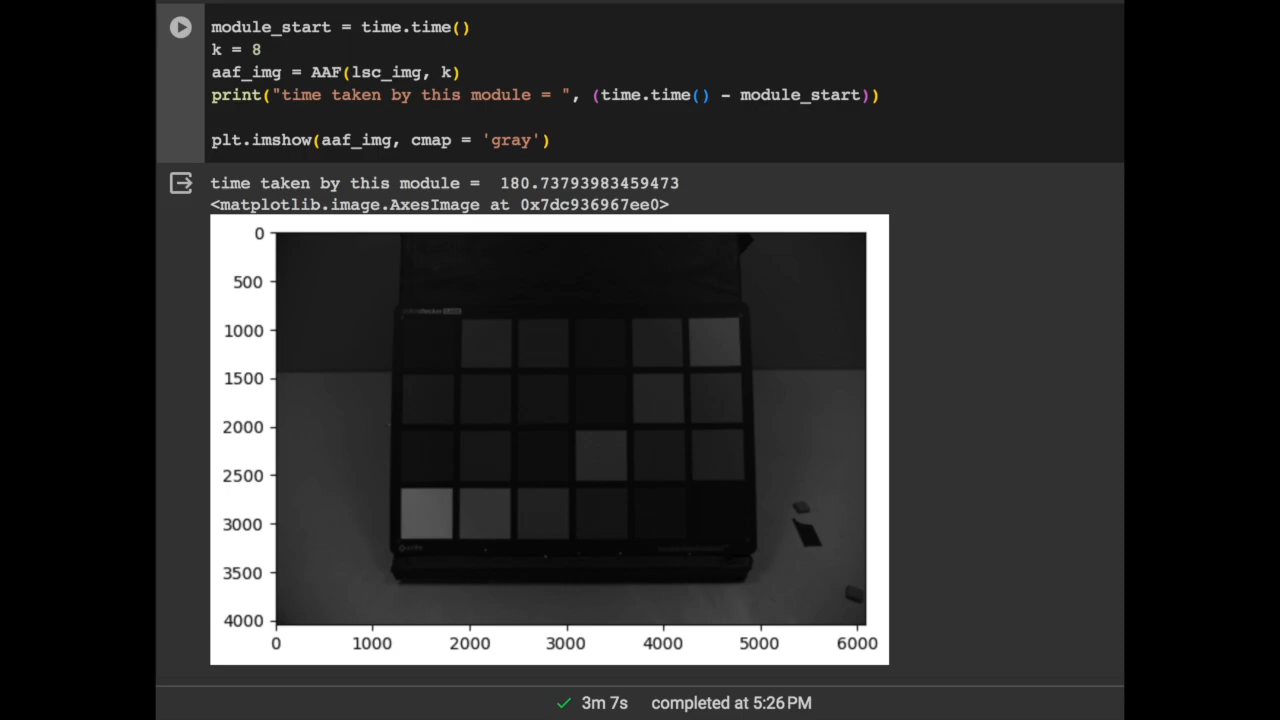 module_start = time.time()
k = 8
aaf_img = AAF(lsc_img, k)
print("time taken by this module = ", (time.time() - module_start))
plt.imshow(aaf_img, cmap = 'gray')
time taken by this module =  180.73793983459473
<matplotlib.image.AxesImage at 0x7dc936967ee0>
0
500
1000
1500
2000
2500
3000
3500
4000
0 1000 2000 3000 4000 5000 6000
3m 7s completed at 5:26 PM